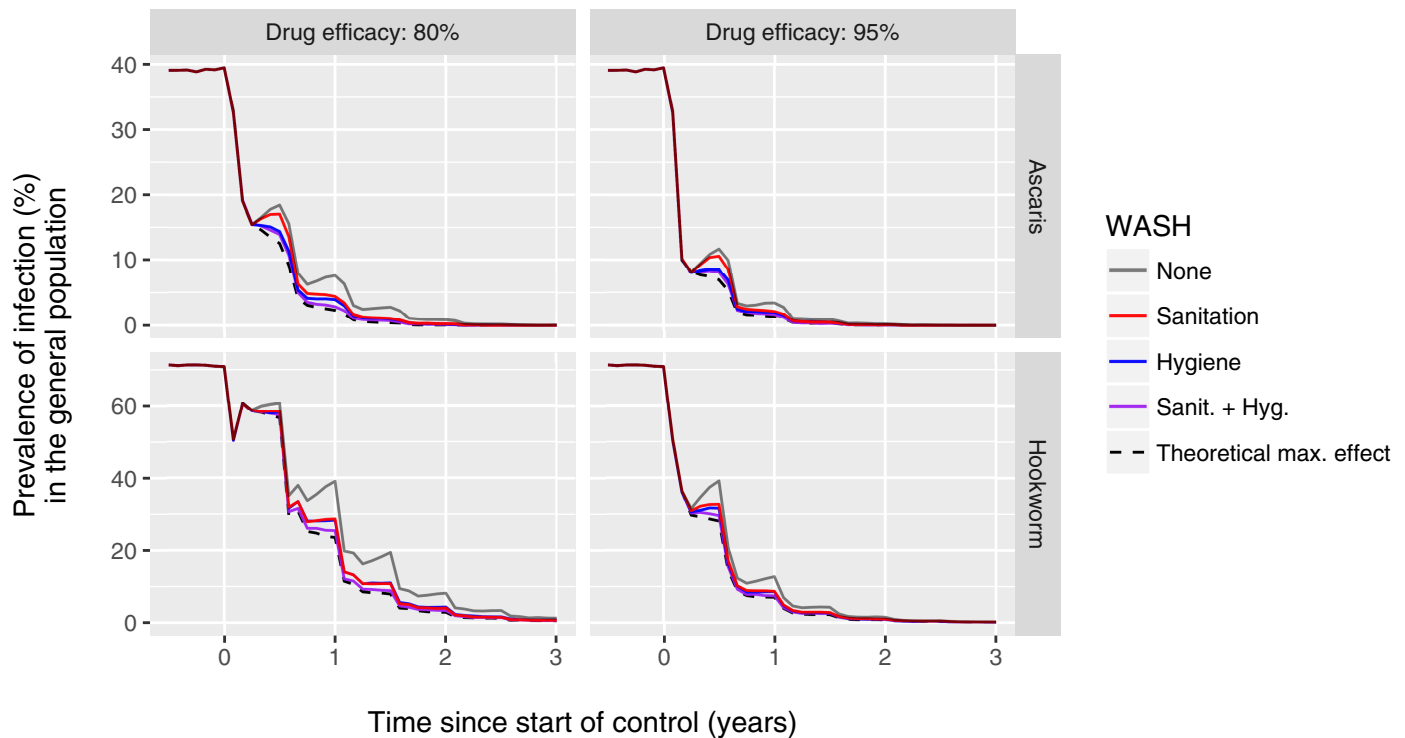 Drug efficacy: 80%
Drug efficacy: 95%
Prevalence of infection (%)
in the general population
40
30
20
10
0
Ascaris
60
40
20
0
Hookworm
0
1
2
3
0
1
2
3
Time since start of control (years)
WASH
None
Sanitation
Hygiene
Sanit. + Hyg.
Theoretical max. effect